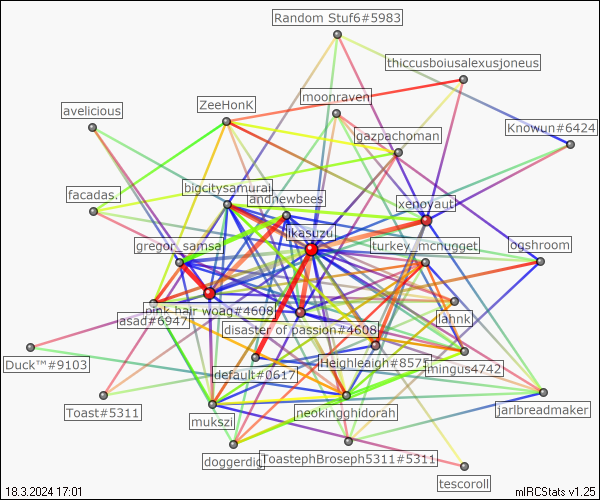 Random Stuf6#5983
thiccusboiusalexusjoneus
moonraven
ZeeHonK
avelicious
Knowun#6424
gazpachoman
bigcitysamurai
facadas.
andnewbees
xenoyaut
ikasuzu
gregor_samsa
turkey_mcnugget
ogshroom
pink hair woag#4608
asad#6947
lahnk
disaster of passion#4608
Duck™#9103
Heighleaigh#8575
mingus4742
default#0617
Toast#5311
neokingghidorah
jarlbreadmaker
mukszi
doggerdig
ToastephBroseph5311#5311
tescoroll
18.3.2024 17:01
mIRCStats v1.25